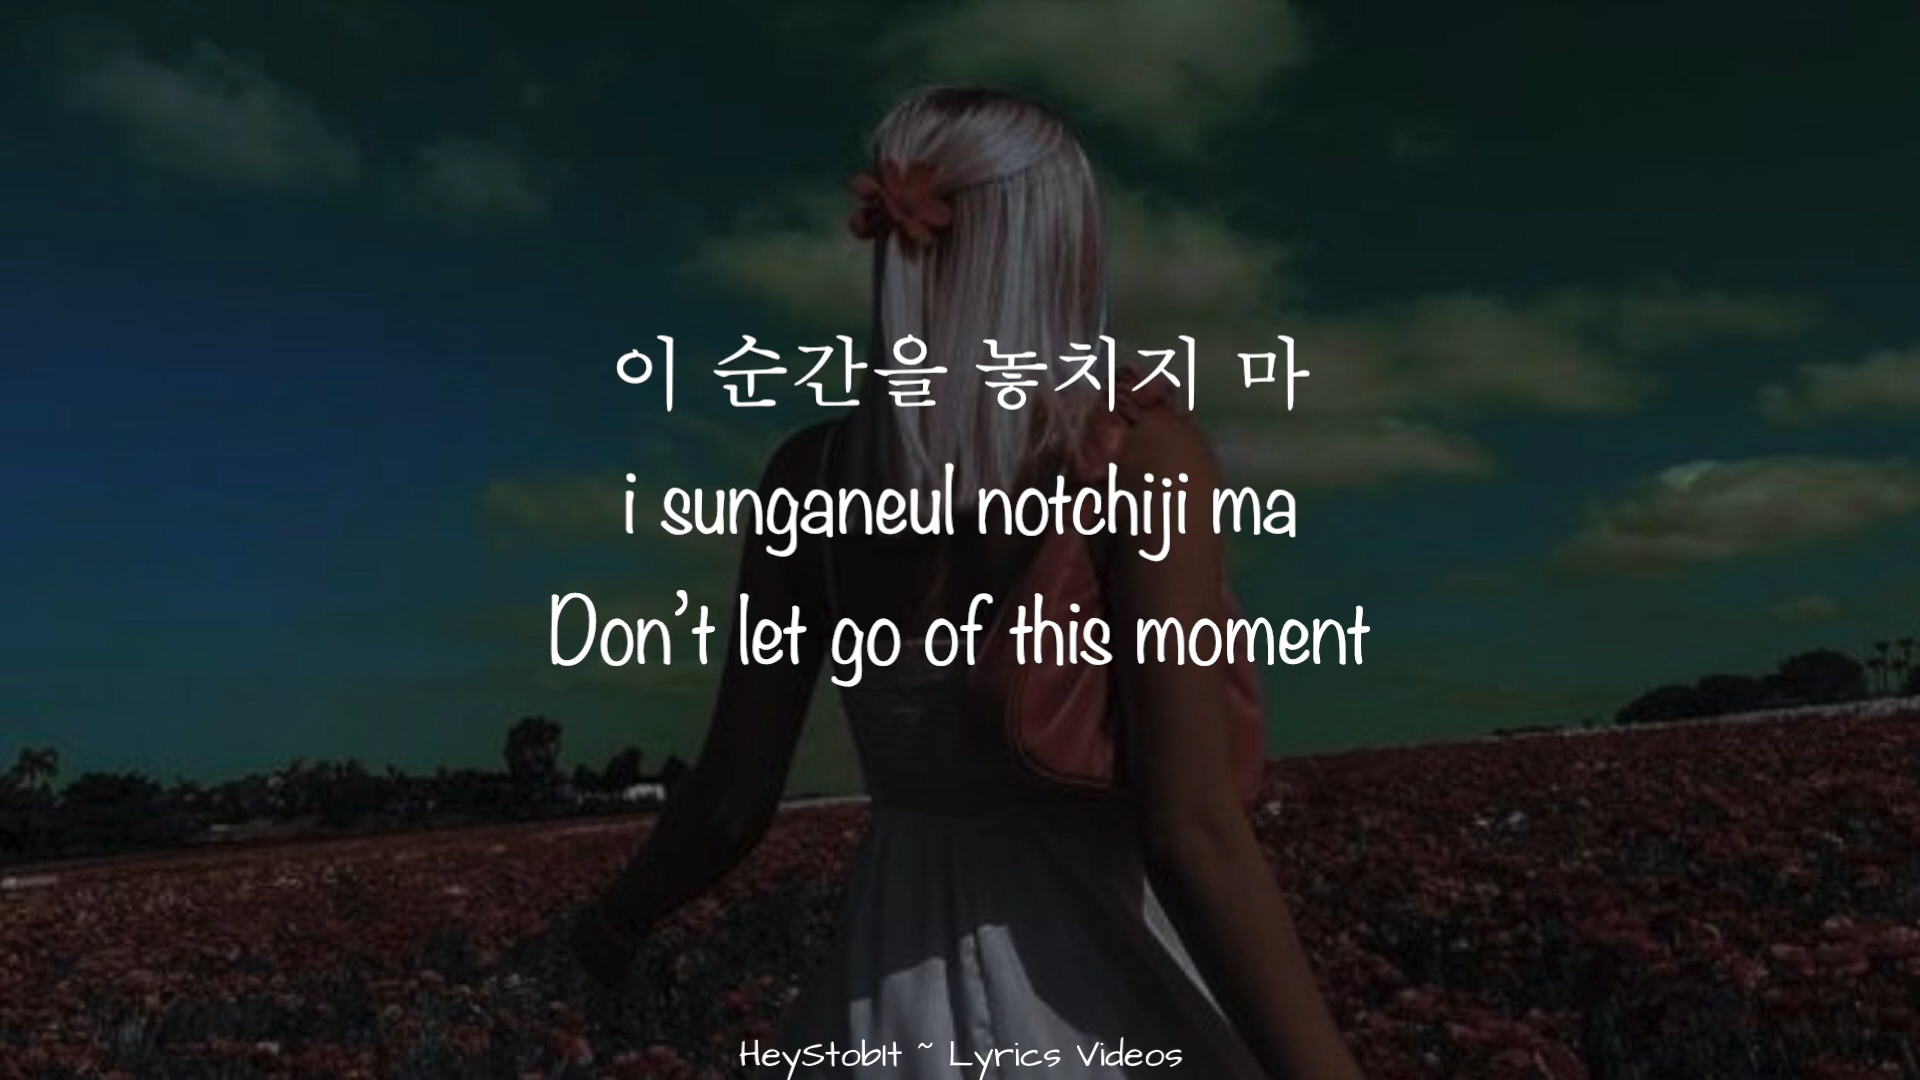 이 순간을 놓치지 마
i sunganeul notchiji ma
Don't let go of this moment
HeyStobIt ~ Lyrics Videos